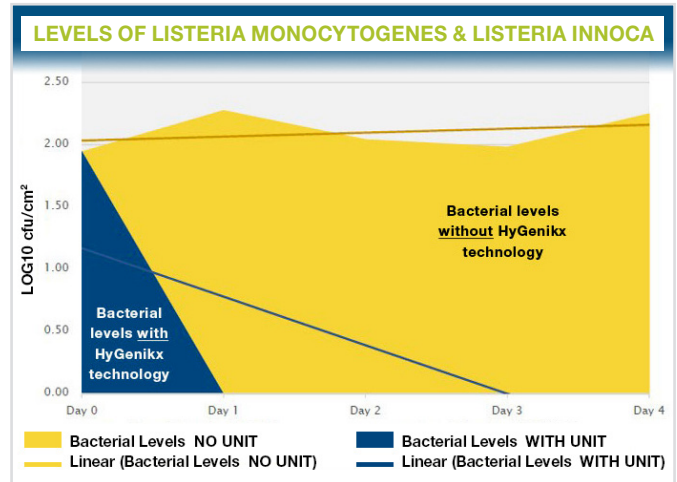 LEVELS OF LISTERIA MONOCYTOGENES & LISTERIA INNOCA
2.50
2.00
1.50
1.00
0.50
0.00
LOG10 cfu/cm²
Bacterial levels
without HyGenikx
technology
Bacterial
levels with
HyGenikx
technology
Day 0
Day 1
Day 2
Day 3
Day 4
Bacterial Levels NO UNIT
Bacterial Levels WITH UNIT
Linear (Bacterial Levels NO UNIT)
Linear (Bacterial Levels WITH UNIT)